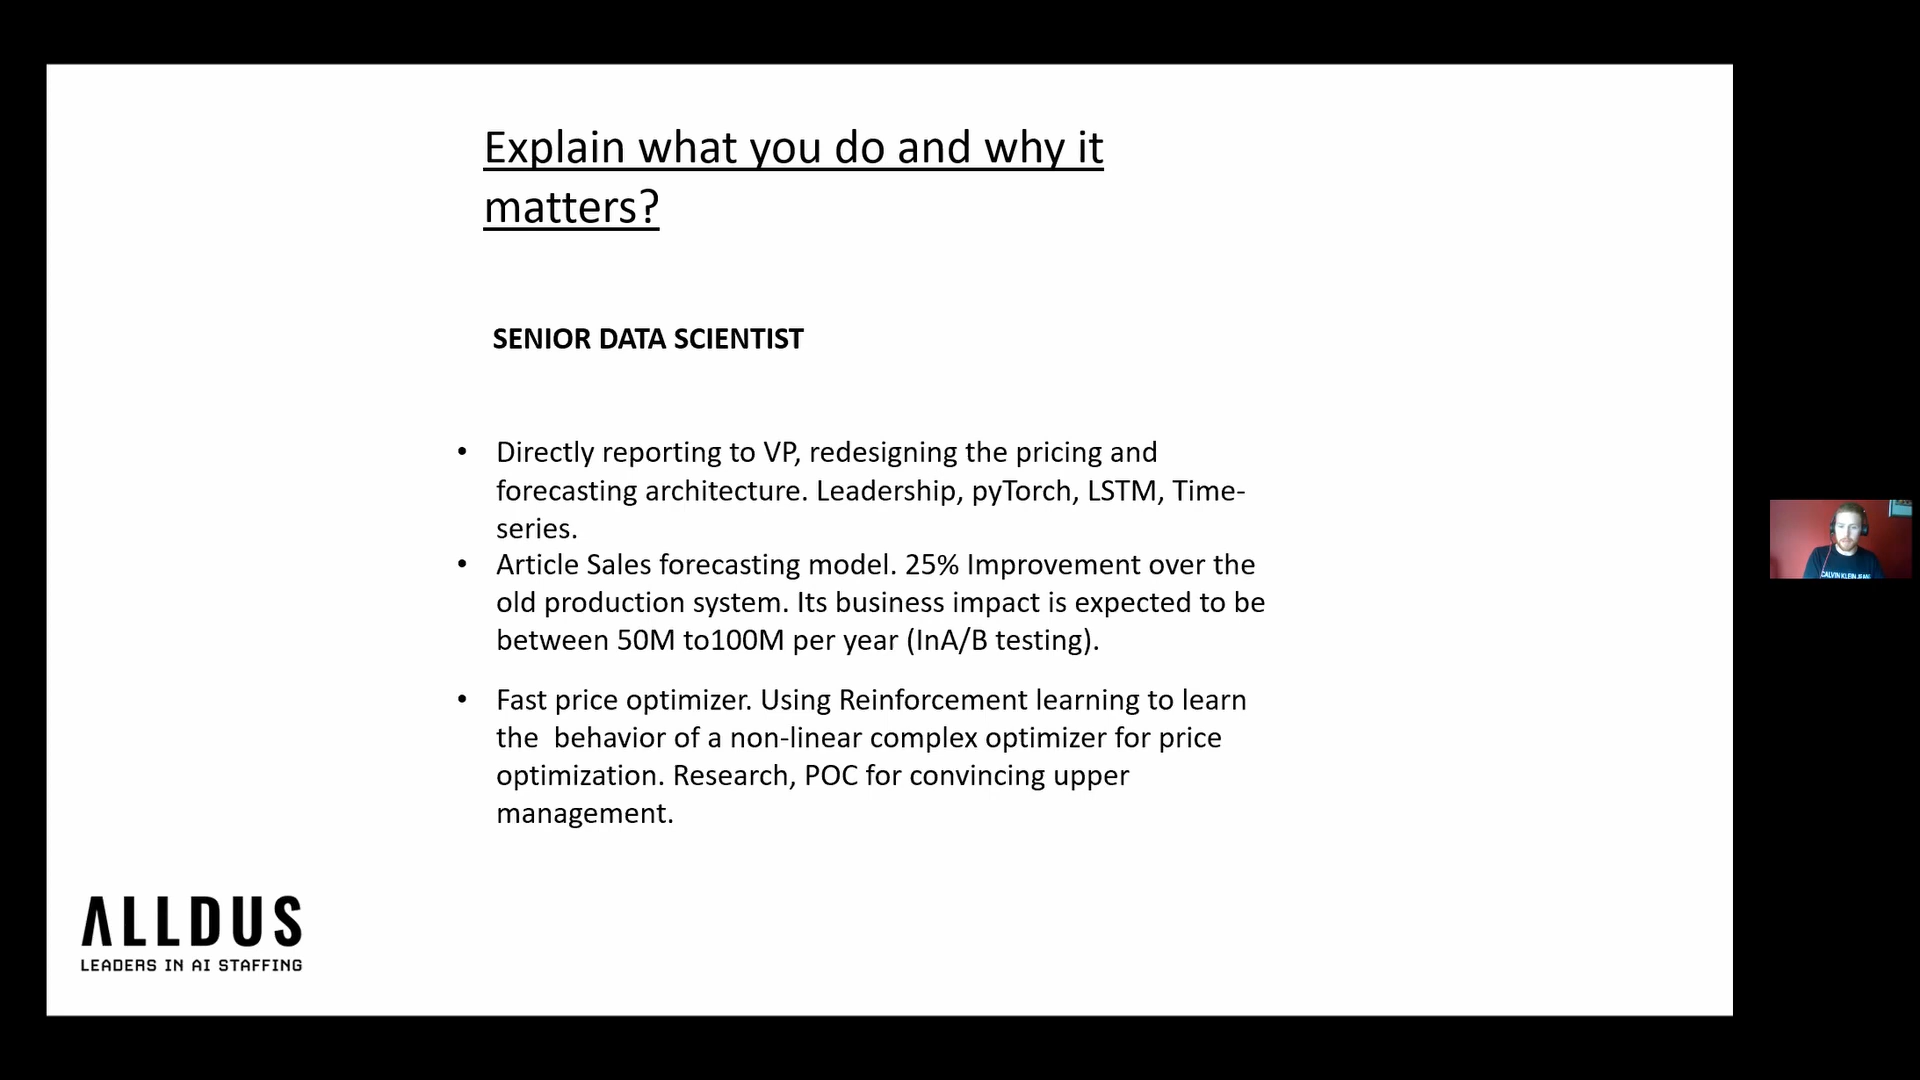 Explain what you do and why it
matters?
SENIOR DATA SCIENTIST
• Directly reporting to VP, redesigning the pricing and
forecasting architecture. Leadership, pyTorch, LSTM, Time-
series.
• Article Sales forecasting model. 25% Improvement over the
old production system. Its business impact is expected to be
between 50M to100M per year (InA/B testing).
• Fast price optimizer. Using Reinforcement learning to learn
the  behavior of a non-linear complex optimizer for price
optimization. Research, POC for convincing upper
management.
ALLDUS
LEADERS IN AI STAFFING
CALVIN KLEIN